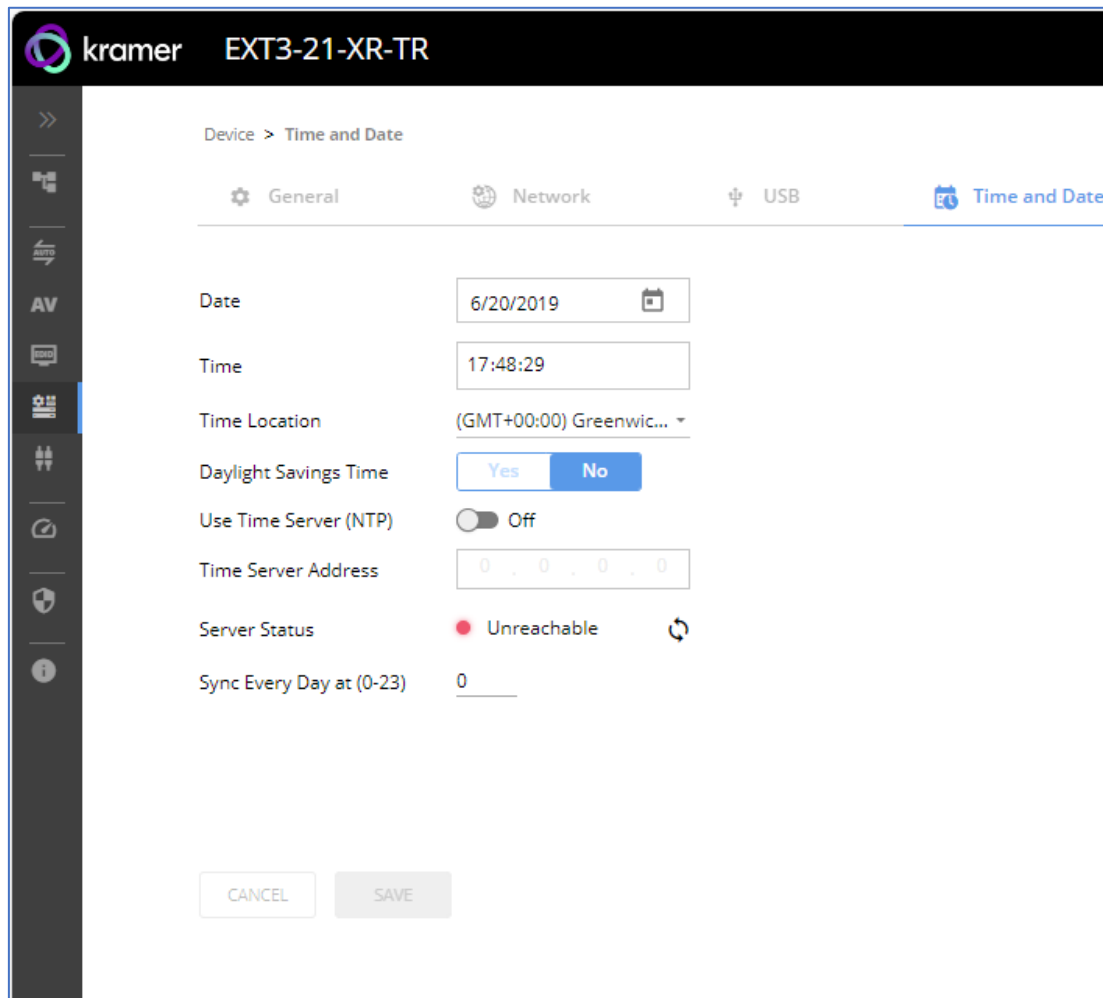 kramer EXT3-21-XR-TR
Device > Time and Date
General Network USB Time and Date
AUTO
AV
EDID
Date 6/20/2019
Time 17:48:29
Time Location (GMT+00:00) Greenwic...
Daylight Savings Time Yes No
Use Time Server (NTP) Off
Time Server Address 0 . 0 . 0 . 0
Server Status Unreachable
Sync Every Day at (0-23) 0
CANCEL SAVE